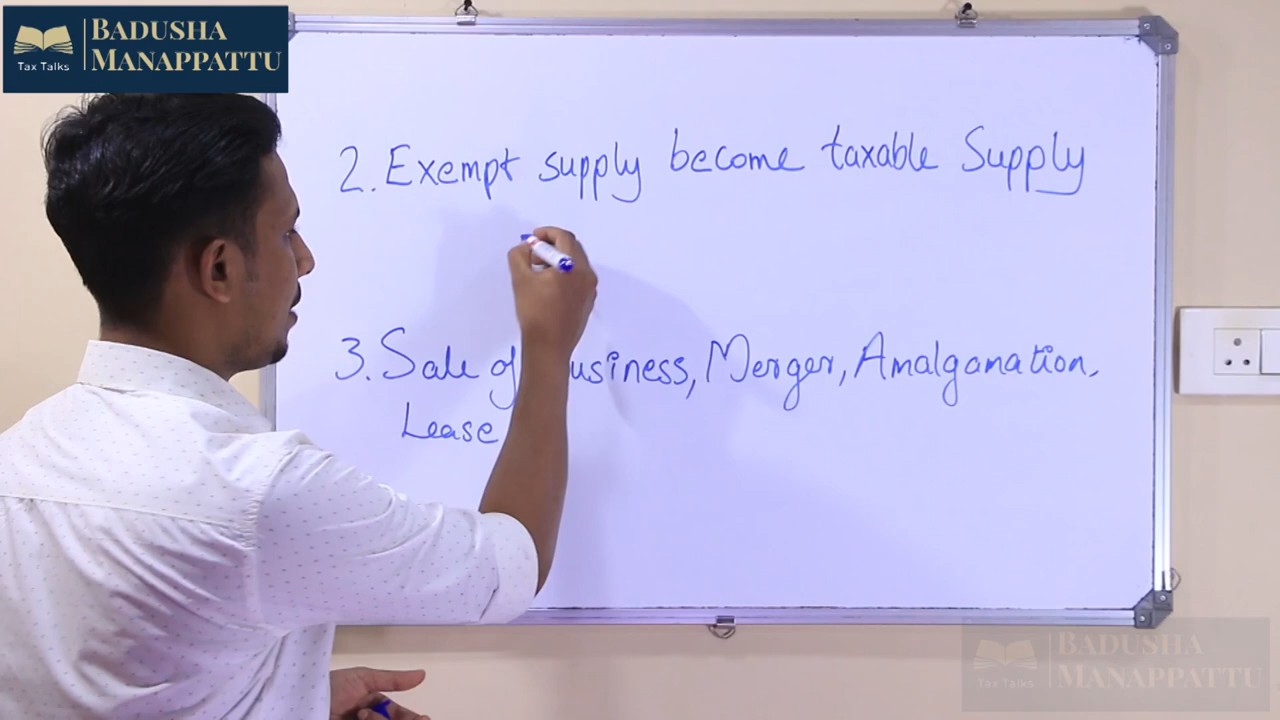 BADUSHA
MANAPPATTU
Tax Talks
2. Exempt supply become taxable Supply
3. Sale of usiness, Merger, Amalgamation,
Lease
BADUSHA
MANAPPATTU
Tax Talks